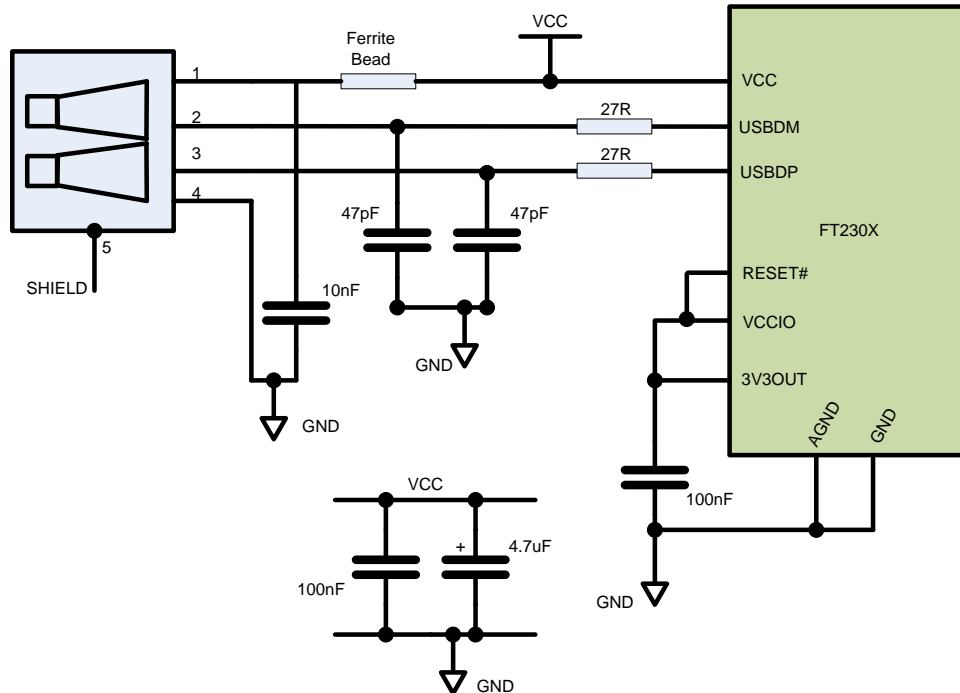 VCC
Ferrite
Bead
1
VCC
27R
2
USBDM
27R
3
USBDP
4
47pF
47pF
FT230X
5
SHIELD
RESET#
10nF
VCCIO
GND
3V3OUT
GND
AGND
GND
VCC
100nF
+
4.7uF
100nF
GND
GND